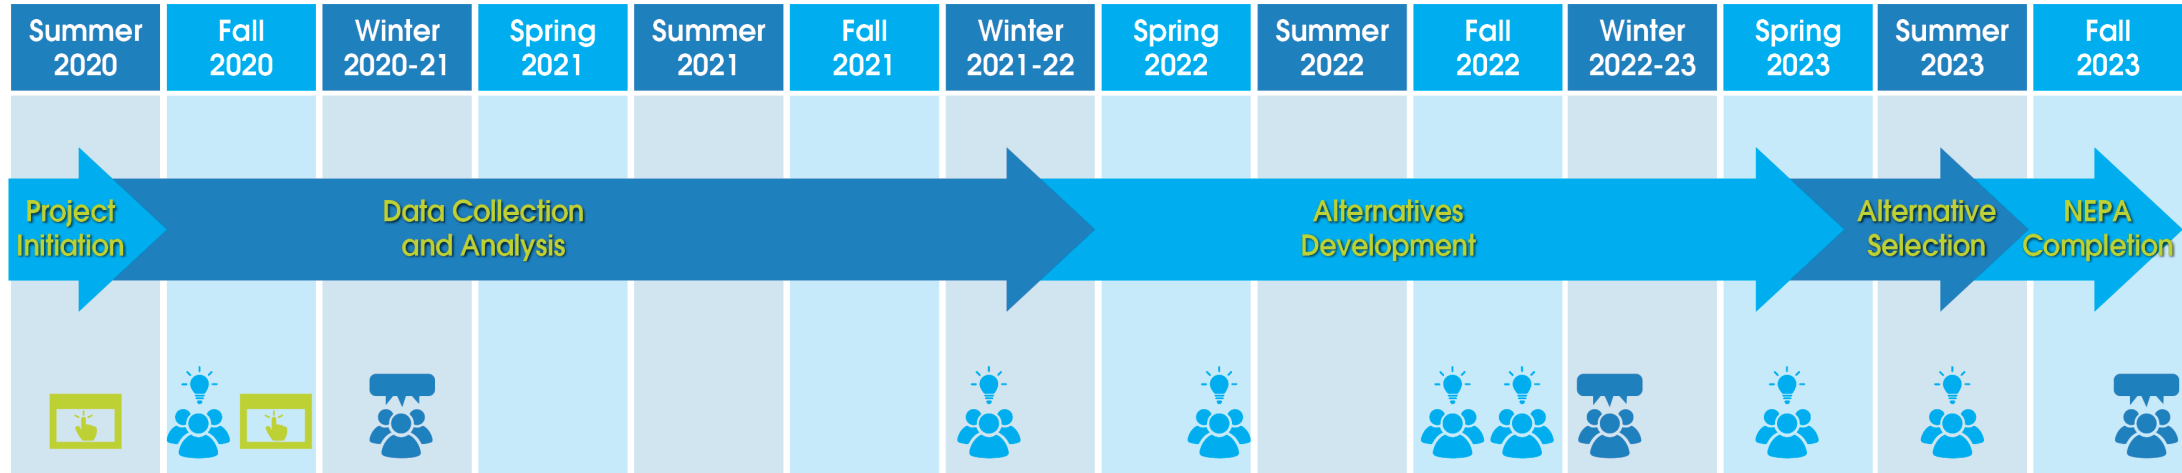 Summer
2020
Fall
2020
Winter
2020-21
Spring
2021
Summer
2021
Fall
2021
Winter
2021-22
Spring
2022
Summer
2022
Fall
2022
Winter
2022-23
Spring
2023
Summer
2023
Fall
2023
Project
Initiation
Data Collection
and Analysis
Alternatives
Development
Alternative
Selection
NEPA
Completion